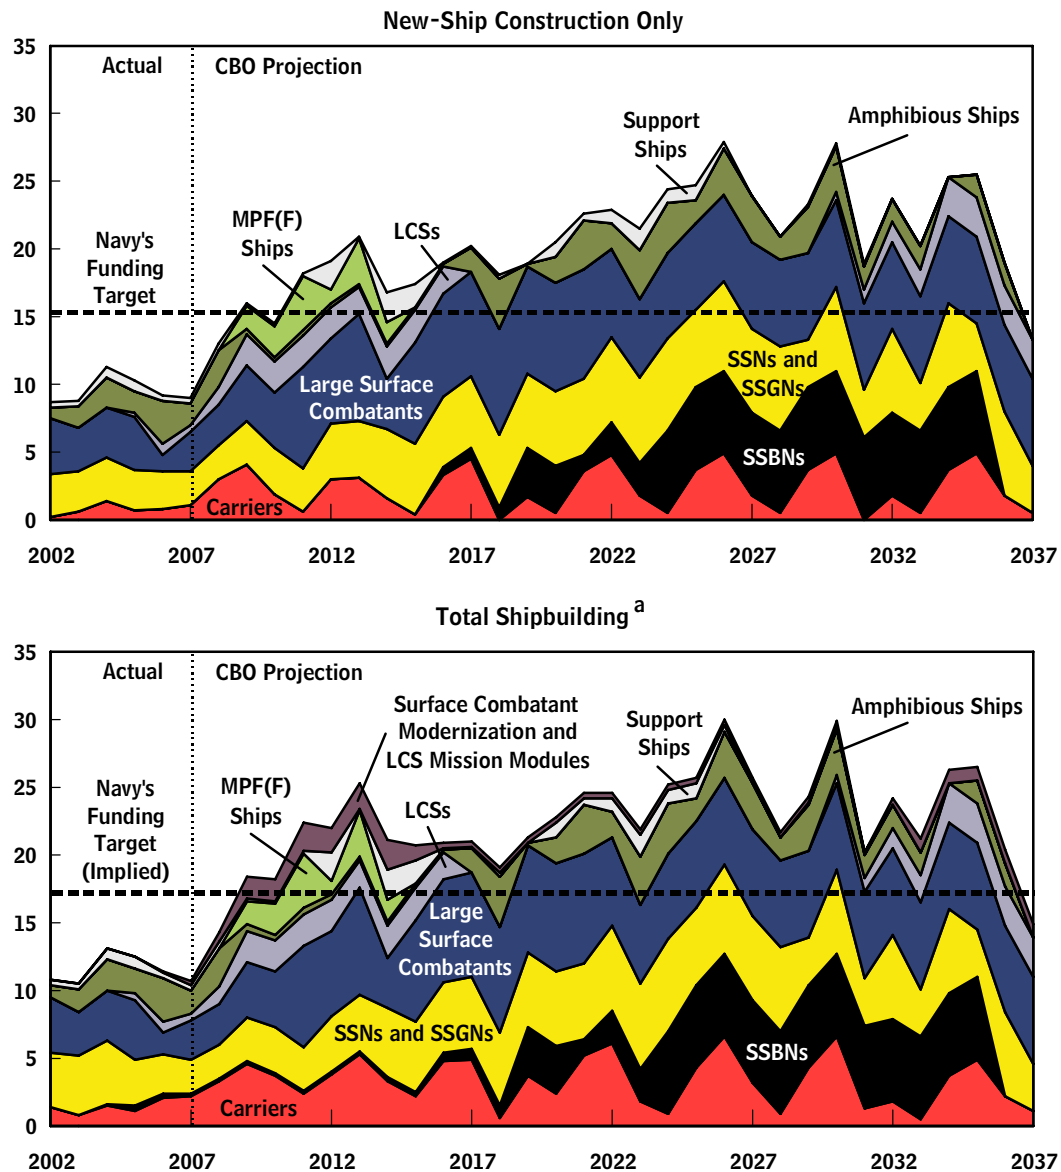 New-Ship Construction Only
35
Actual
CBO Projection
30
Support
Ships
Amphibious Ships
25
MPF(F)
Ships
LCSs
Navy's
Funding
Target
20
15
10
Large Surface
Combatants
SSNs and
SSGNs
5
SSBNs
Carriers
0
2002
2007
2012
2017
2022
2027
2032
2037
Total Shipbuilding a
35
Actual
CBO Projection
30
Surface Combatant
Modernization and
LCS Mission Modules
Support
Ships
Amphibious Ships
25
MPF(F)
Ships
LCSs
Navy's
Funding
Target
(Implied)
20
15
Large
Surface
Combatants
10
SSNs and SSGNs
5
SSBNs
Carriers
0
2002
2007
2012
2017
2022
2027
2032
2037